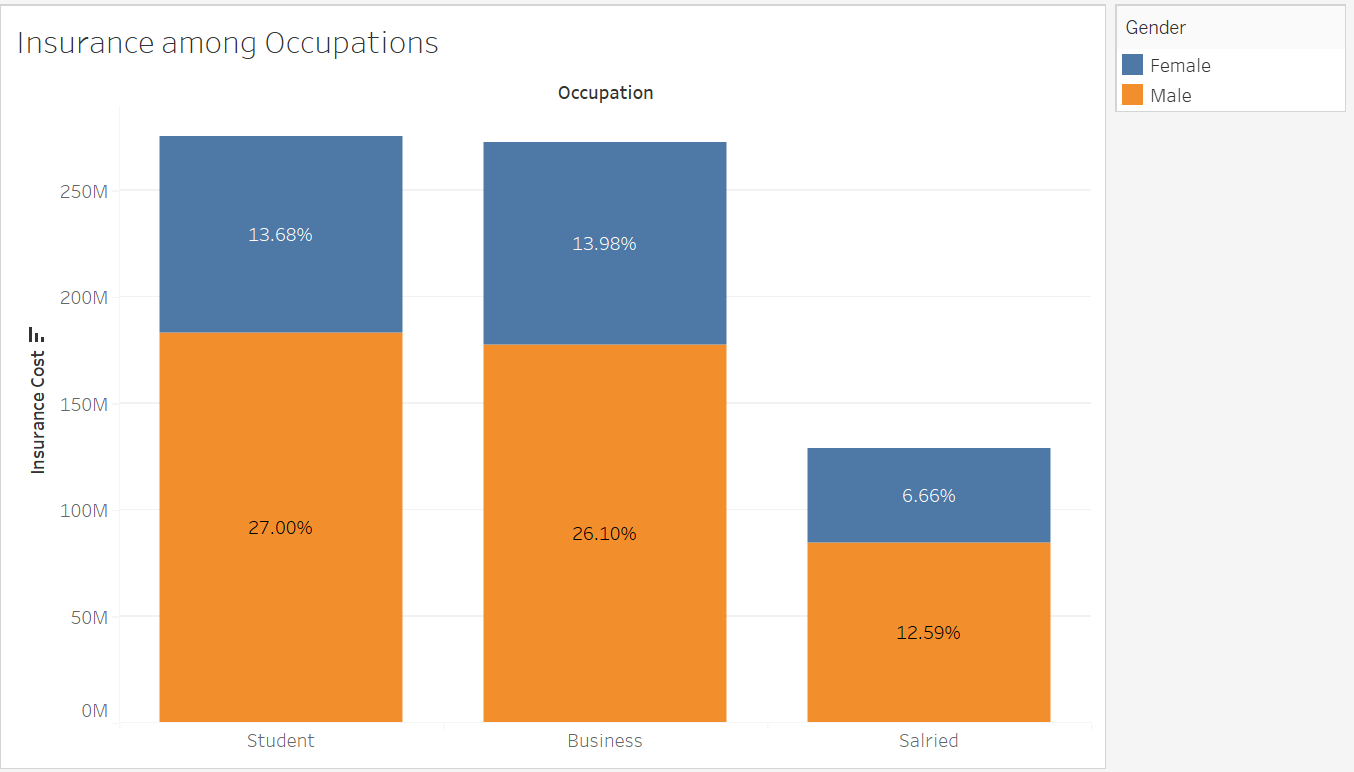 Insurance among Occupations
Gender
Female
Male
Occupation
Insurance Cost
250M
200M
150M
100M
50M
0M
13.68%
13.98%
6.66%
27.00%
26.10%
12.59%
Student
Business
Salried